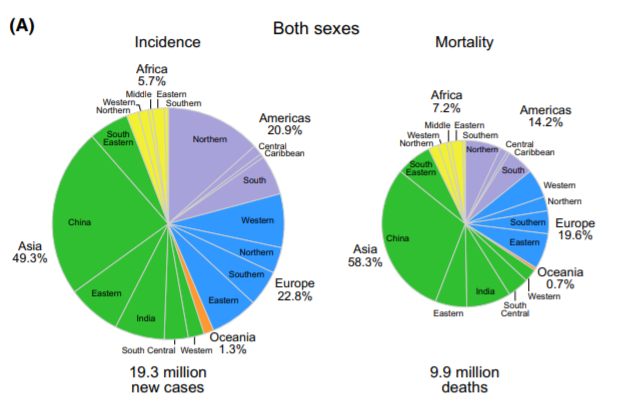 (A)
Both sexes
Incidence
Africa
5.7%
Middle
Eastern
Western
Southern
Northern
Americas
20.9%
Northern
Central
Caribbean
South
Western
Northern
Southern
Eastern
Europe
22.8%
Oceania
1.3%
Western
South Central
India
Eastern
China
South
Eastern
Asia
49.3%
19.3 million
new cases
Mortality
Africa
7.2%
Middle
Eastern
Western
Southern
Northern
Americas
14.2%
Northern
Central
Caribbean
South
Western
Northern
Southern
Eastern
Europe
19.6%
Oceania
0.7%
Western
South
Central
India
Eastern
China
South
Eastern
Asia
58.3%
9.9 million
deaths